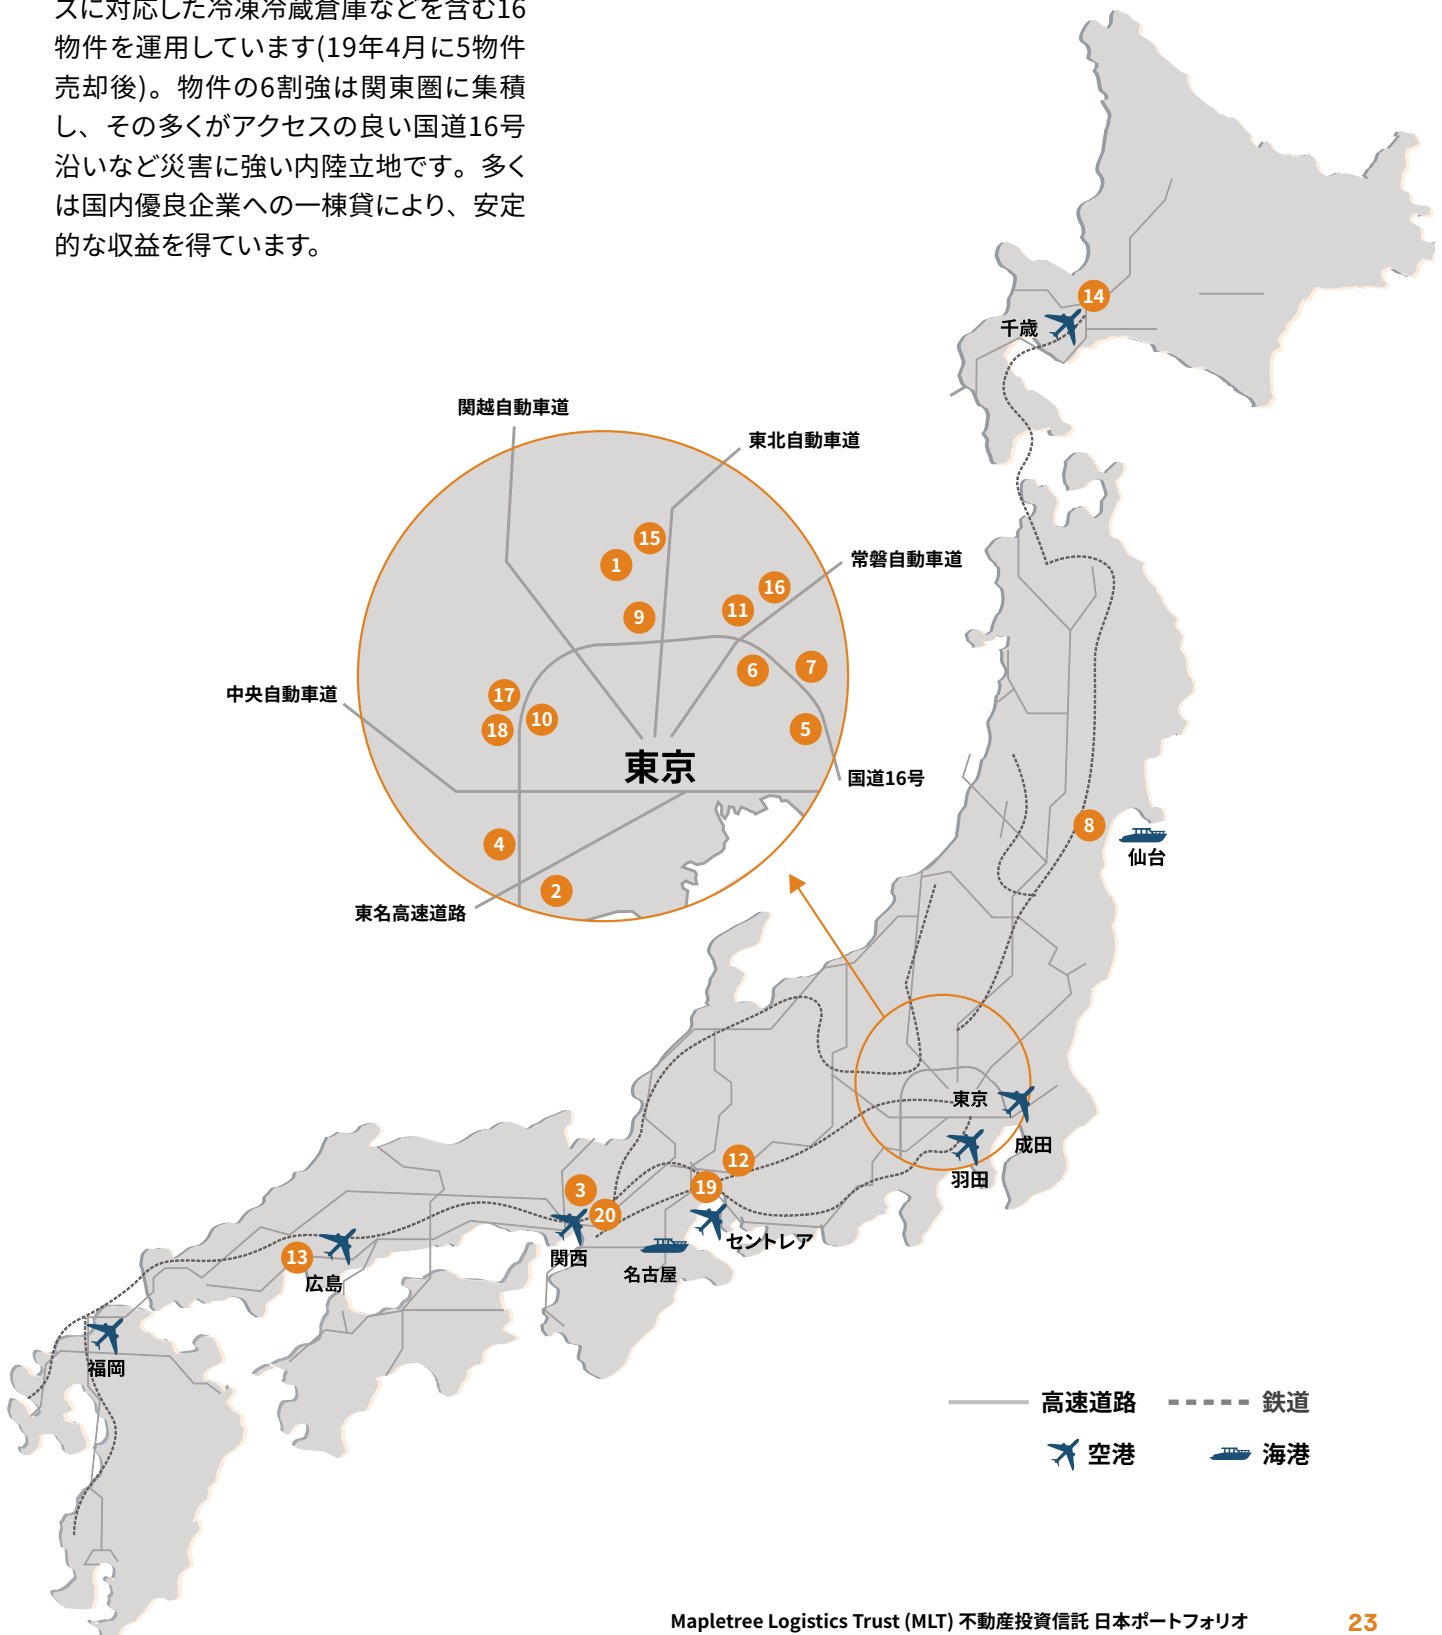 ズに対応した冷凍冷蔵倉庫などを含む16
物件を運用しています(19年4月に5物件
売却後)。物件の6割強は関東圏に集積
し、その多くがアクセスの良い国道16号
沿いなど災害に強い内陸立地です。多く
は国内優良企業への一棟貸により、安定
的な収益を得ています。
14
千歳
関越自動車道
東北自動車道
15
1
常磐自動車道
16
11
9
6
7
中央自動車道
17
10
18
5
東京
国道16号
4
2
東名高速道路
8
仙台
東京
成田
羽田
12
3
19
20
セントレア
関西
名古屋
13
広島
福岡
高速道路
鉄道
空港
海港
Mapletree Logistics Trust (MLT) 不動産投資信託 日本ポートフォリオ
23